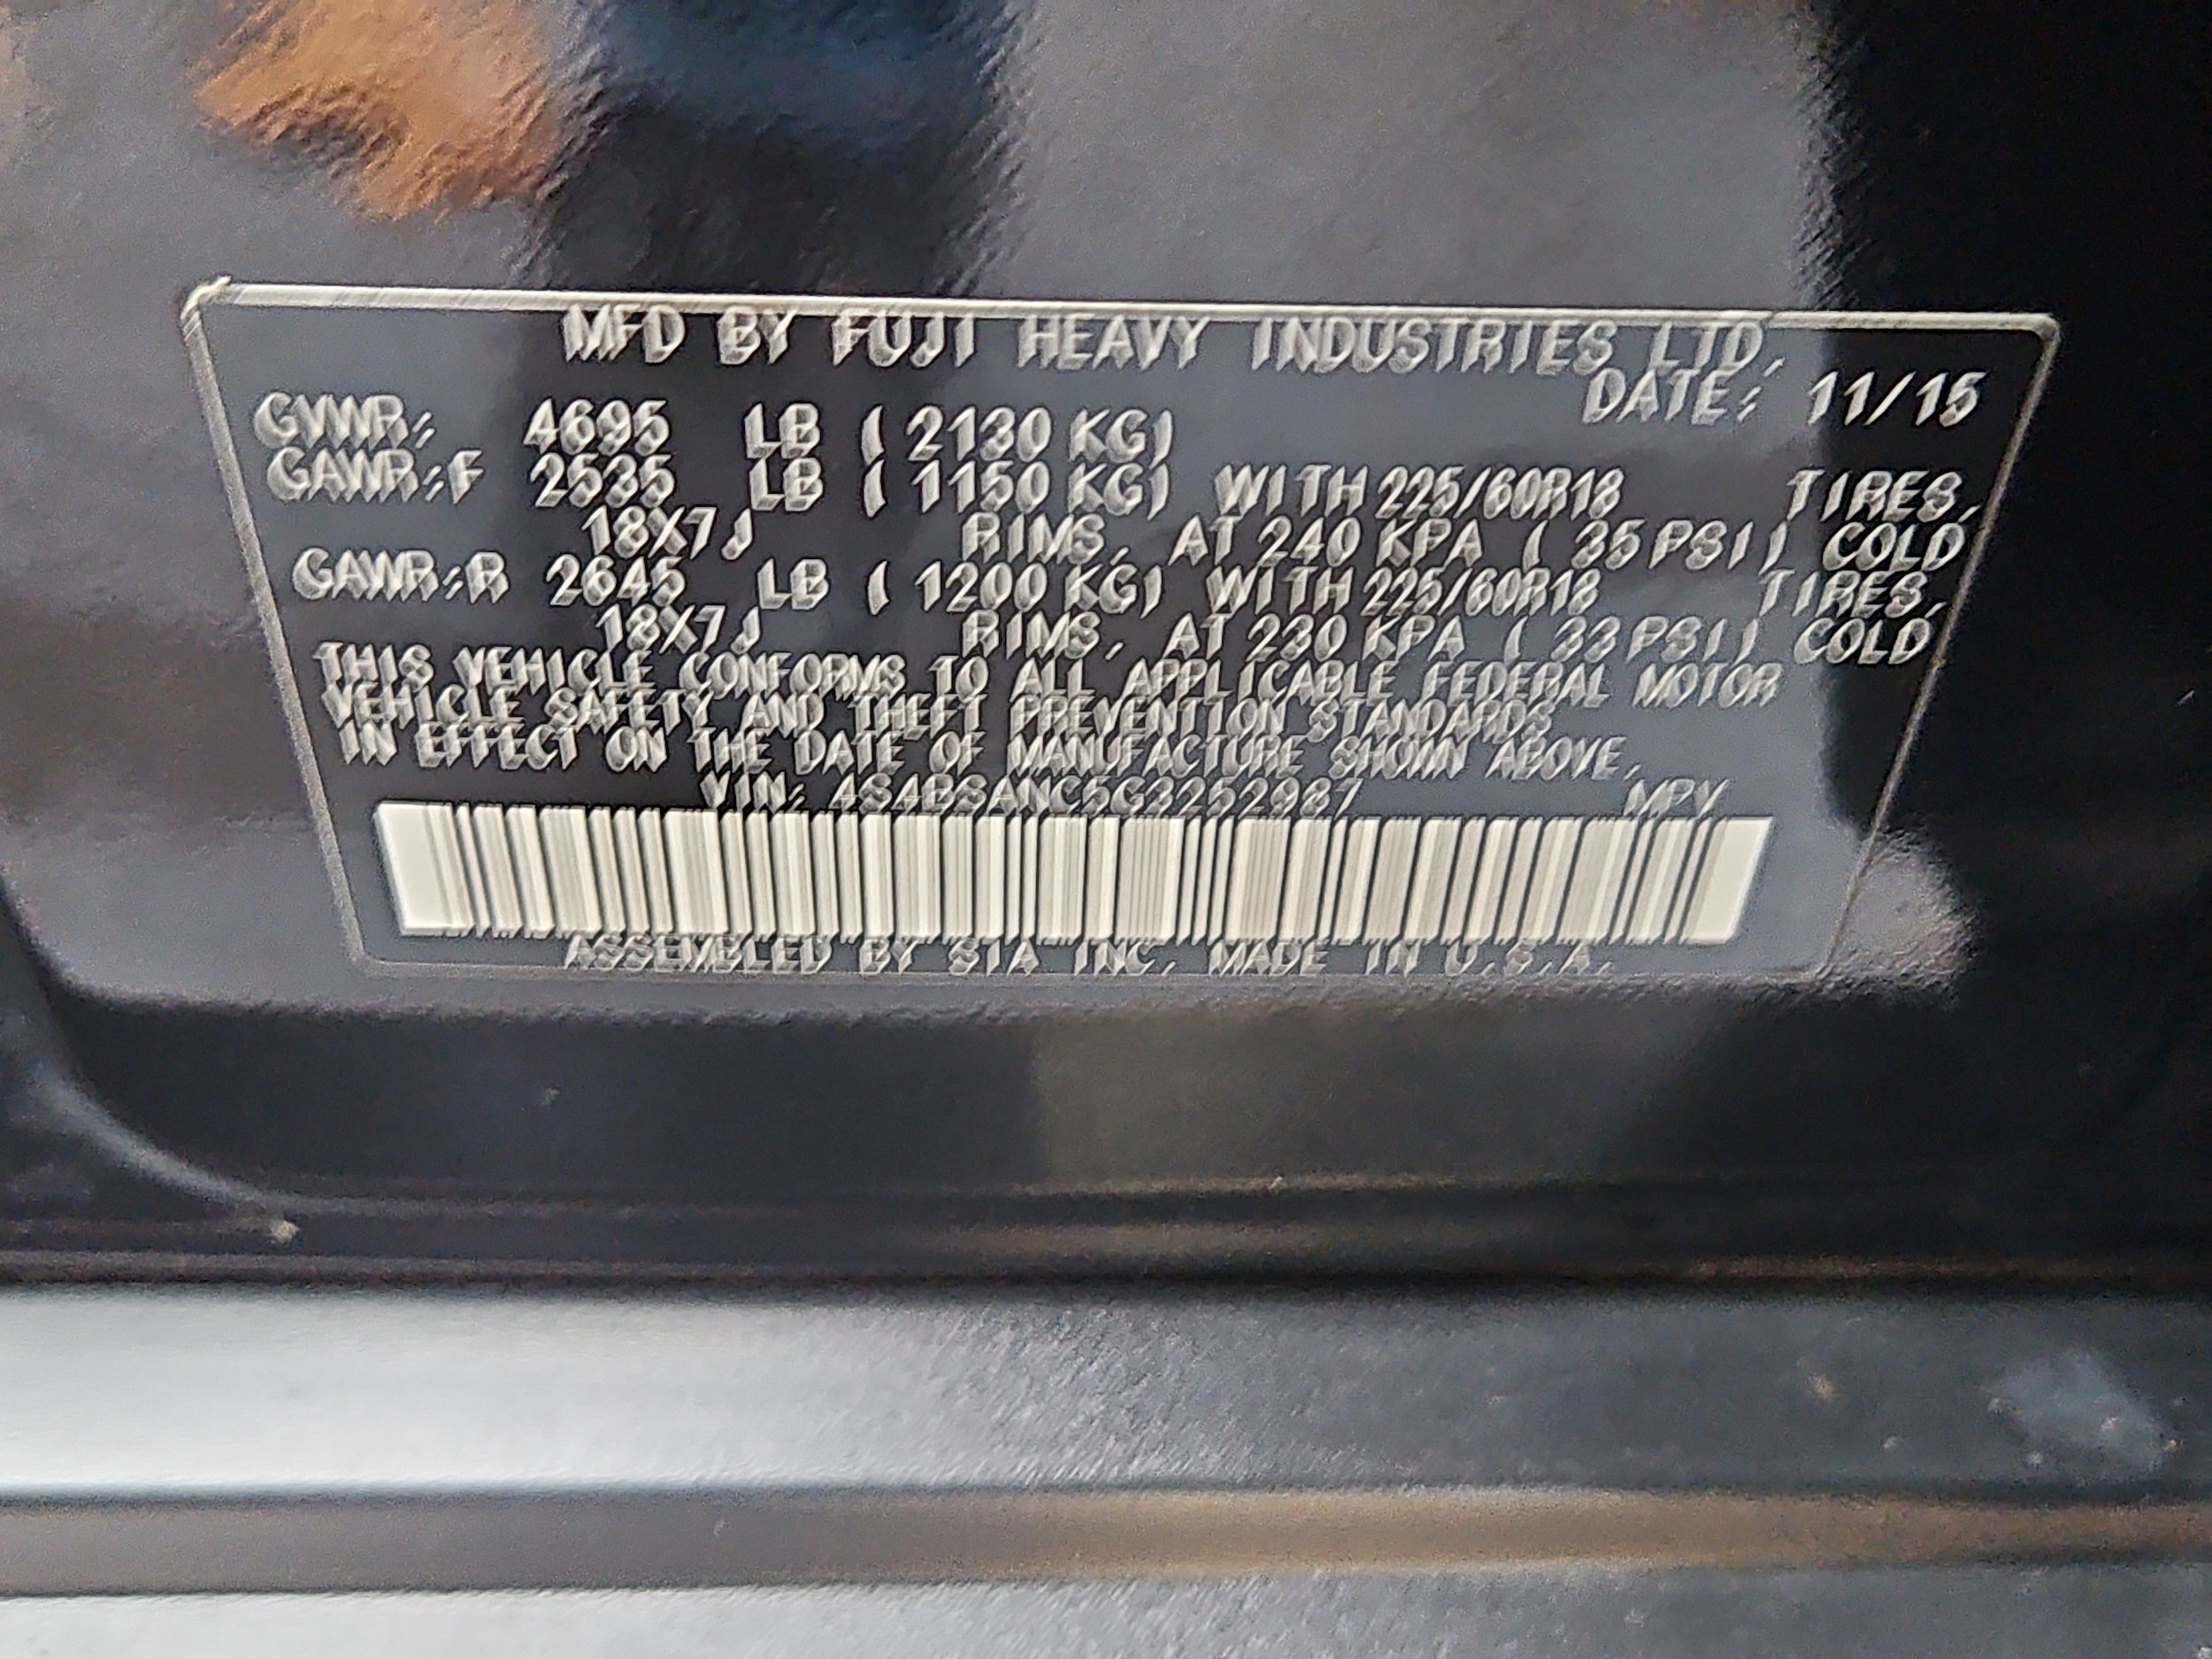 MFD BY FUJI HEAVY INDUSTRIES LTD.
DATE: 11/15
GVWR: 4695 LB ( 2130 KG)
GAWR:F 2535 LB ( 1150 KG) WITH 225/60R18 TIRES,
18X7J RIMS, AT 240 KPA ( 35 PSI) COLD
GAWR:R 2645 LB ( 1200 KG) WITH 225/60R18 TIRES,
18X7J RIMS, AT 230 KPA ( 33 PSI) COLD
THIS VEHICLE CONFORMS TO ALL APPLICABLE FEDERAL MOTOR
VEHICLE SAFETY AND THEFT PREVENTION STANDARDS
IN EFFECT ON THE DATE OF MANUFACTURE SHOWN ABOVE.
VIN: 4S4BSANC5G3252987 MPV
ASSEMBLED BY SIA INC. MADE IN U.S.A.